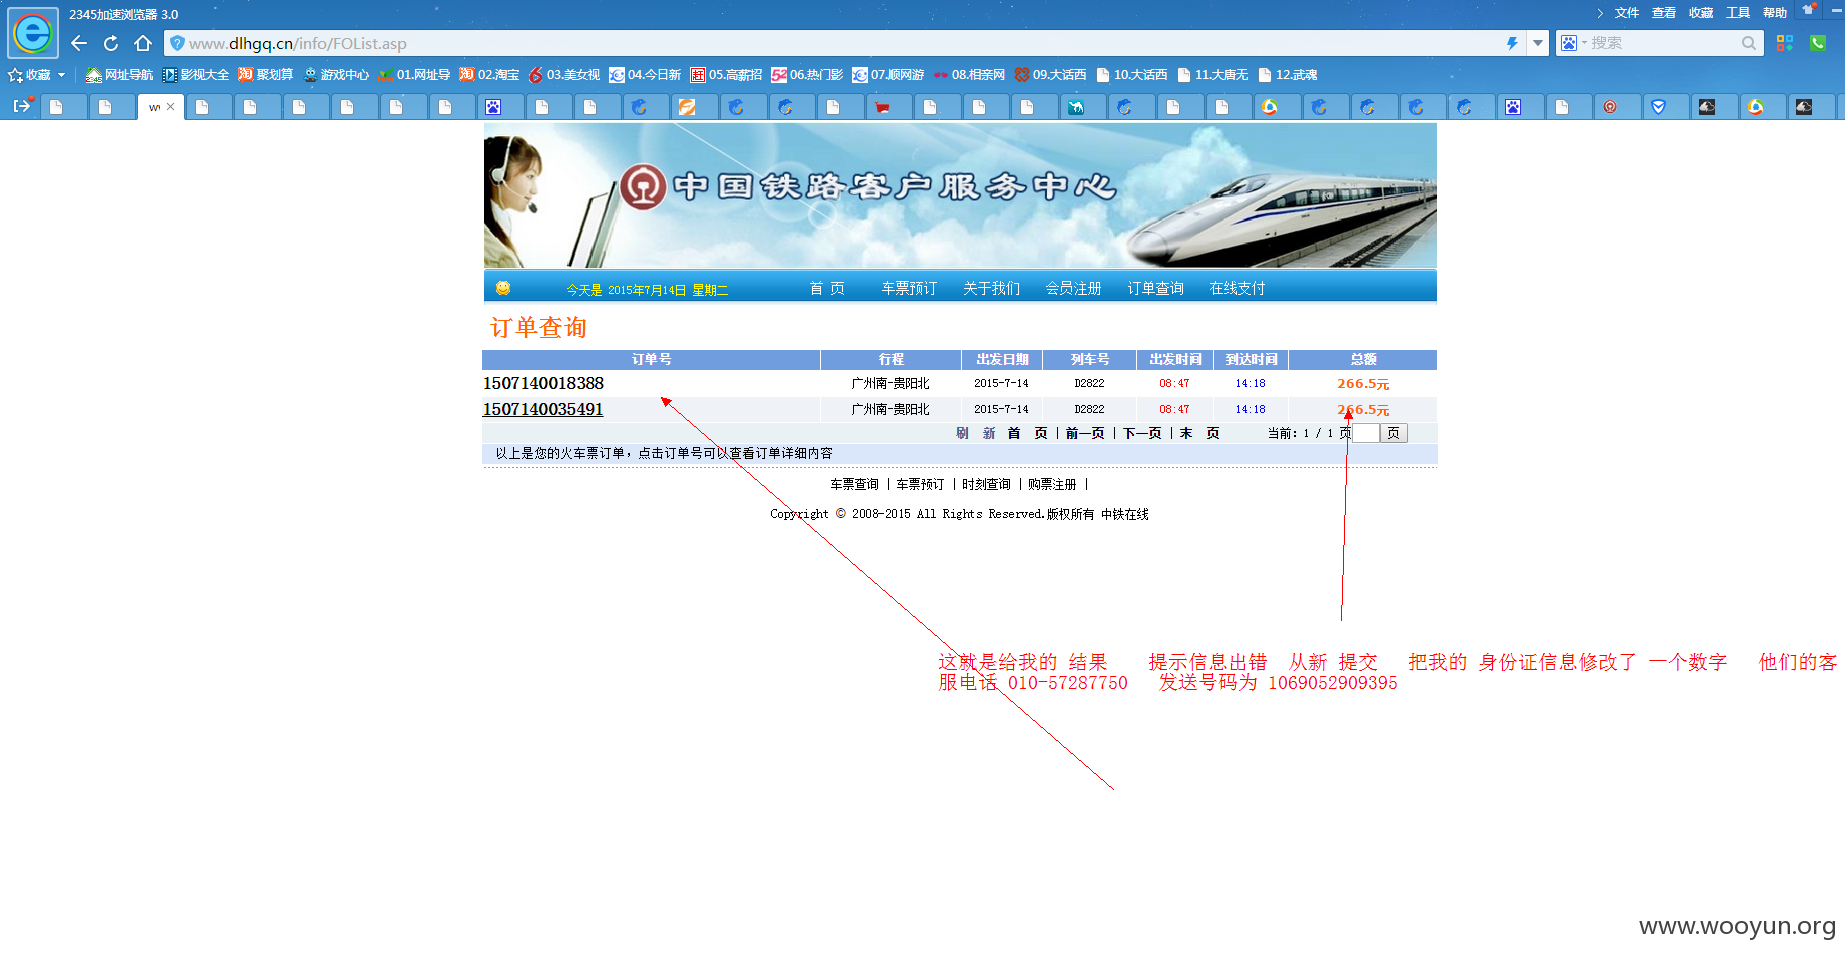 2345加速浏览器 3.0
文件 查看 收藏 工具 帮助
www.dlhgq.cn/info/FOList.asp
搜索
收藏 网址导航 影视大全 聚划算 游戏中心 01.网址导 02.淘宝 03.美女视 04.今日新 05.高薪招 06.热门影 07.顺网游 08.相亲网 09.大话西 10.大话西 11.大唐无 12.武魂
中国铁路客户服务中心
今天是 2015年7月14日 星期二 首 页 车票预订 关于我们 会员注册 订单查询 在线支付
订单查询
订单号 行程 出发日期 列车号 出发时间 到达时间 总额
1507140018388 广州南-贵阳北 2015-7-14 D2822 08:47 14:18 266.5元
1507140035491 广州南-贵阳北 2015-7-14 D2822 08:47 14:18 266.5元
刷 新 首 页 | 前一页 | 下一页 | 末 页 当前：1 / 1 页 页
以上是您的火车票订单，点击订单号可以查看订单详细内容
车票查询 | 车票预订 | 时刻查询 | 购票注册 |
Copyright © 2008-2015 All Rights Reserved.版权所有 中铁在线
这就是给我的 结果 提示信息出错 从新 提交 把我的 身份证信息修改了 一个数字 他们的客
服电话 010-57287750 发送号码为 1069052909395
www.wooyun.org